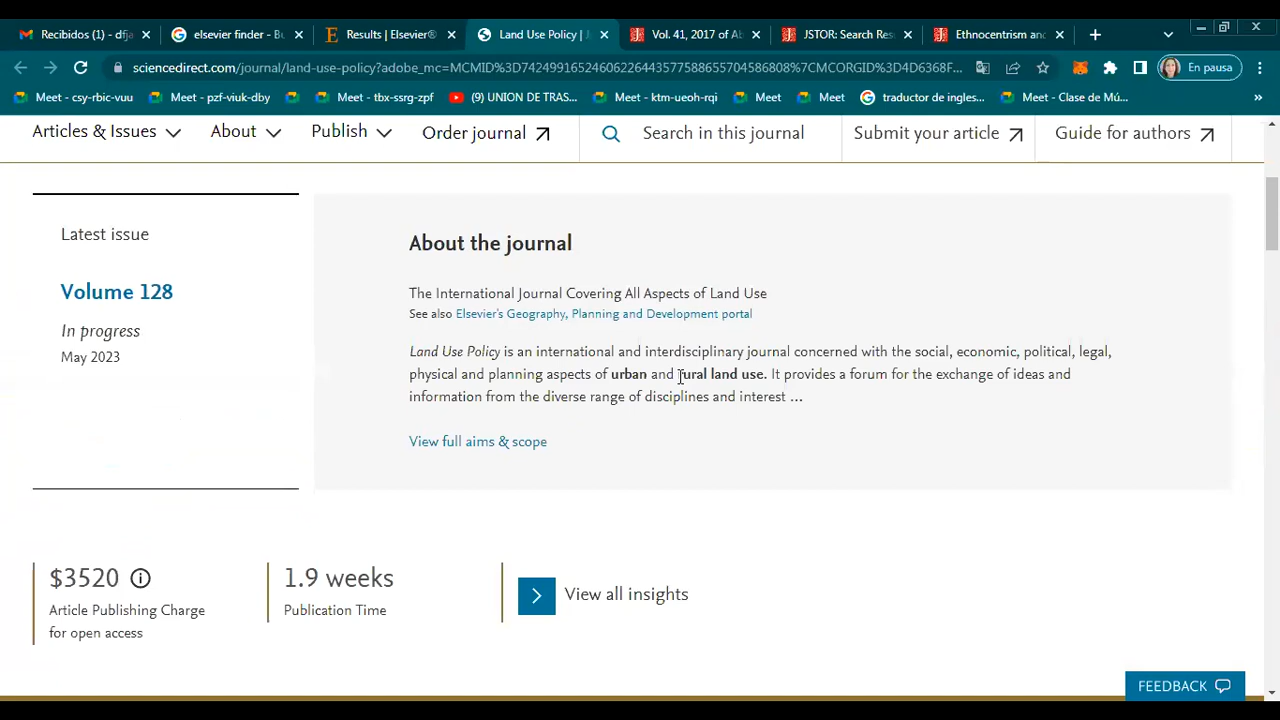 Recibidos (1) - dfja
elsevier finder - Bu
Results | Elsevier®
Land Use Policy | J
Vol. 41, 2017 of Ab
JSTOR: Search Res
Ethnocentrism an
sciencedirect.com/journal/land-use-policy?adobe_mc=MCMID%3D74249916524606226443577588655704586808%7CMCORGID%3D4D6368F...
En pausa
Meet - csy-rbic-vuu
Meet - pzf-viuk-dby
Meet - tbx-ssrg-pzf
(9) UNION DE TRAS...
Meet - ktm-ueoh-rqi
Meet
Meet
traductor de ingles...
Meet - Clase de Mú...
»
Articles & Issues
About
Publish
Order journal
Search in this journal
Submit your article
Guide for authors
Latest issue
Volume 128
In progress
May 2023
About the journal
The International Journal Covering All Aspects of Land Use
See also Elsevier's Geography, Planning and Development portal
Land Use Policy is an international and interdisciplinary journal concerned with the social, economic, political, legal,
physical and planning aspects of urban and rural land use. It provides a forum for the exchange of ideas and
information from the diverse range of disciplines and interest ...
View full aims & scope
$3520
Article Publishing Charge
for open access
1.9 weeks
Publication Time
View all insights
FEEDBACK